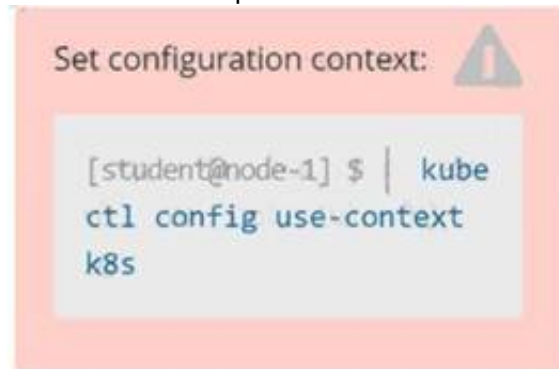 Set configuration context:
[student@node-1] $ | kube
ctl config use-context
k8s